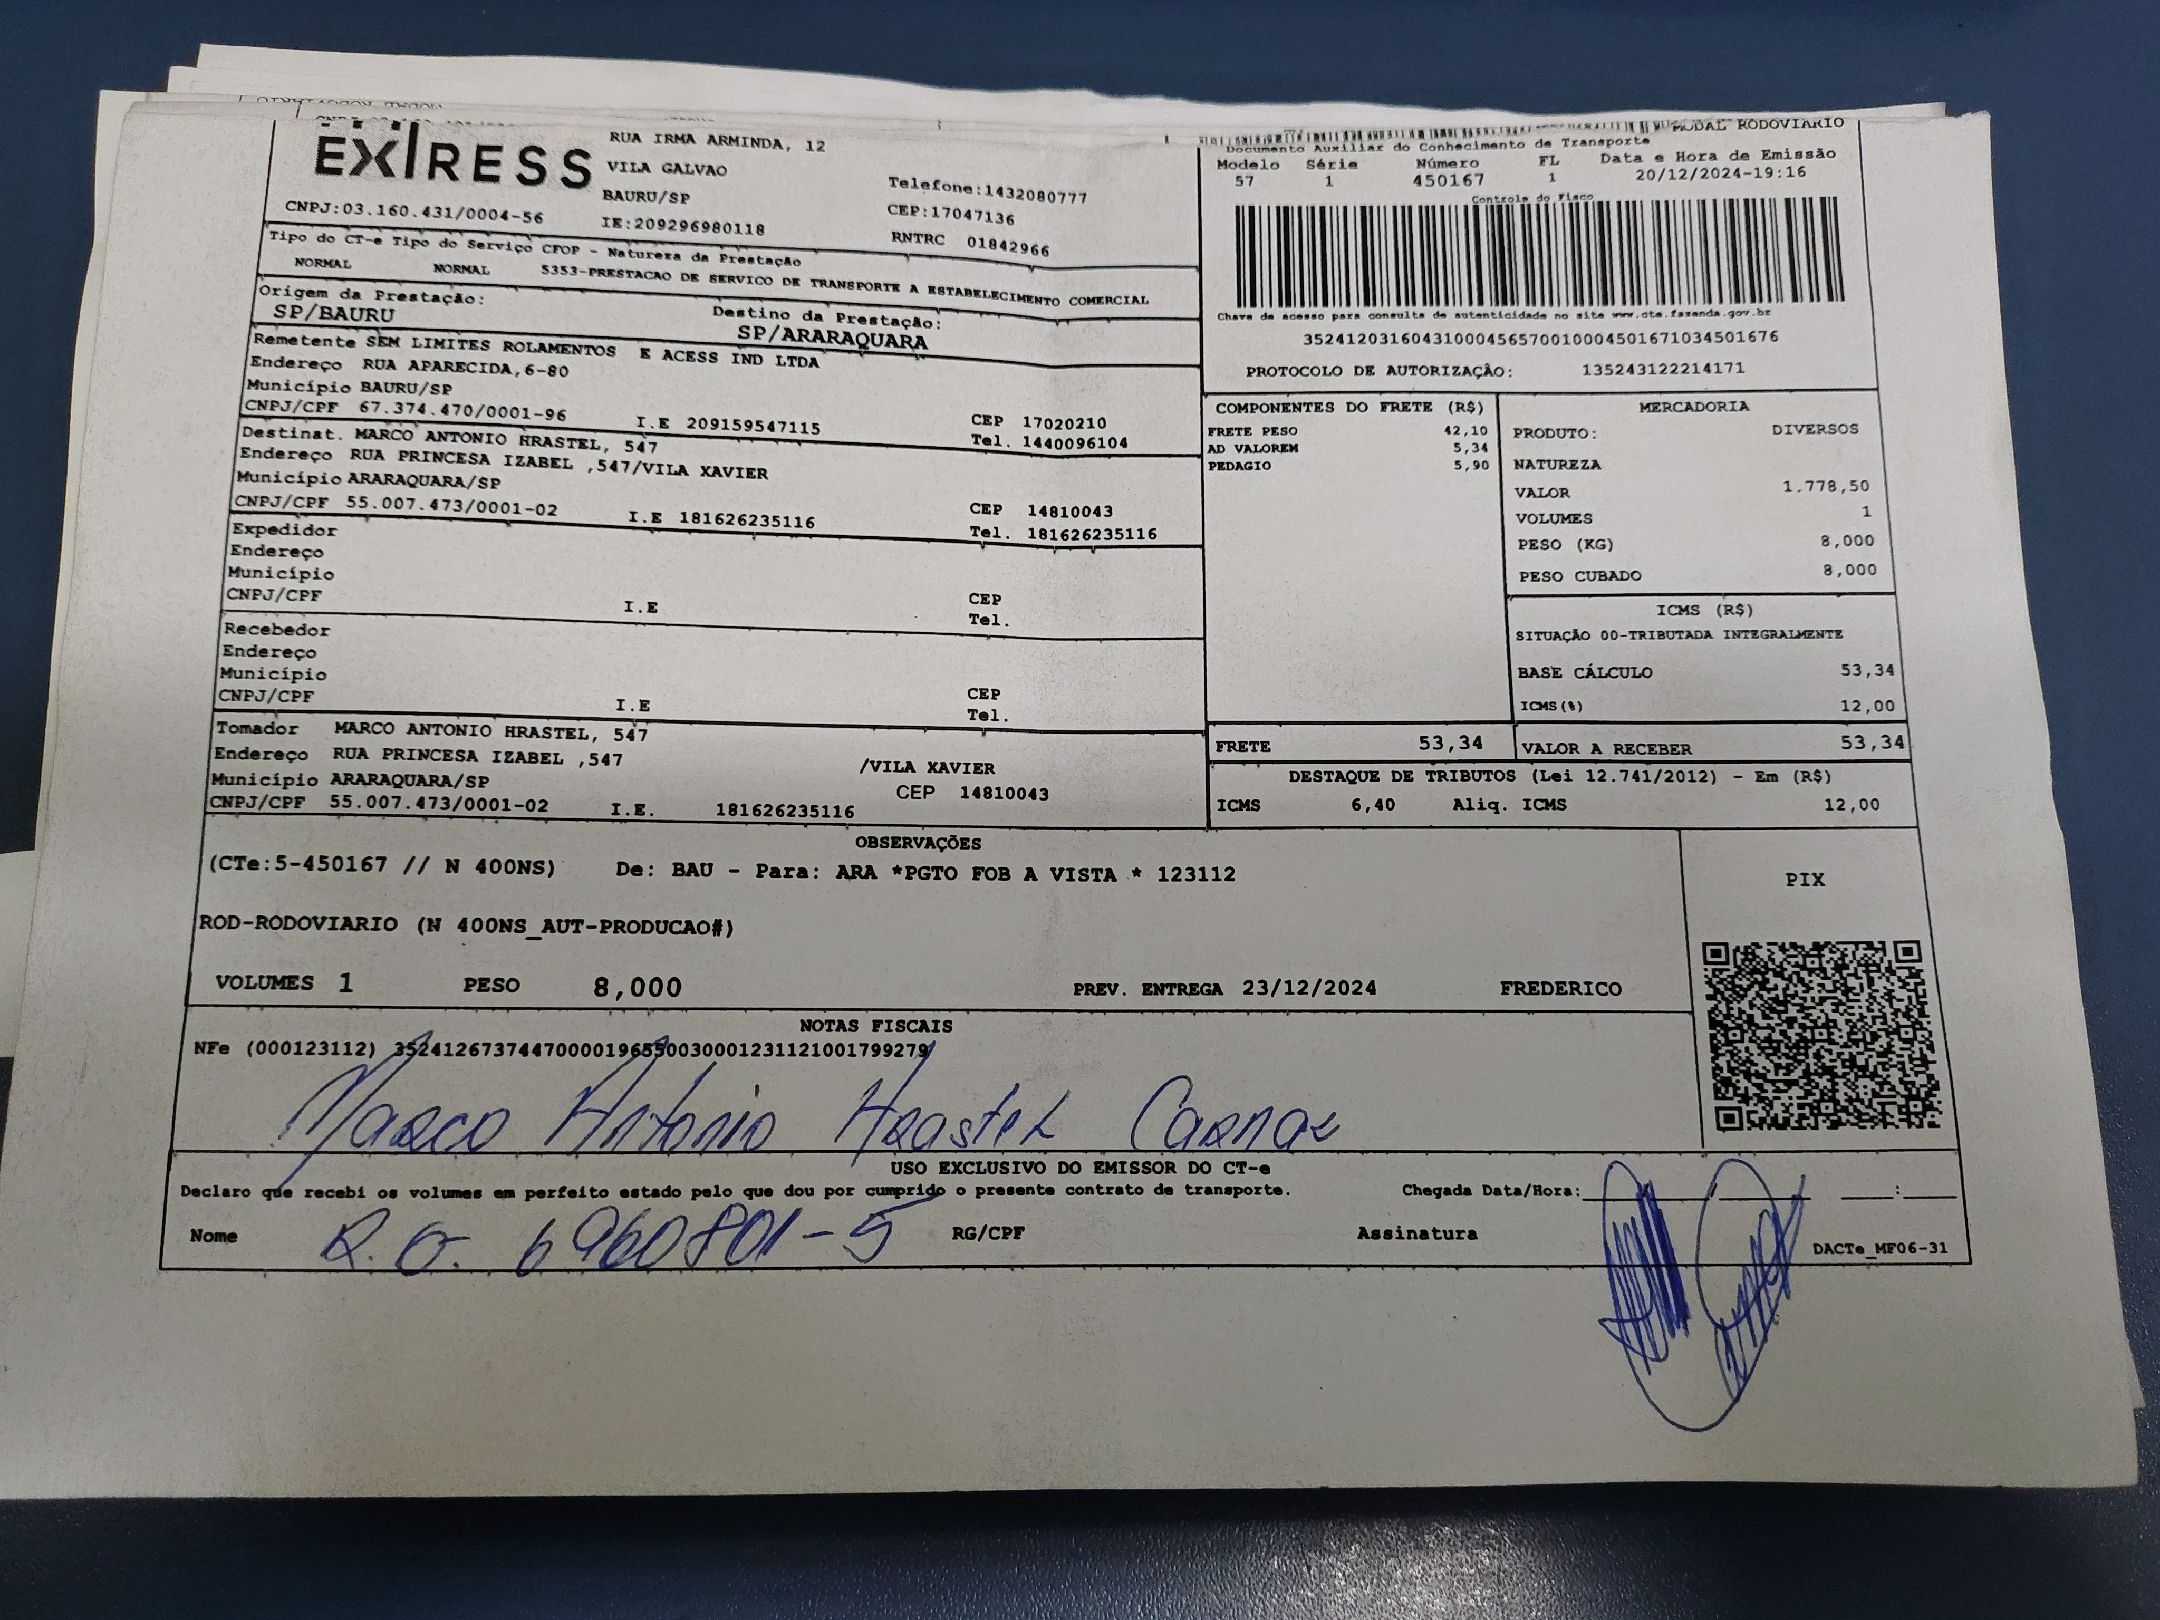 EXPRESS
RUA IRMA ARMINDA, 12
VILA GALVAO
BAURU/SP
CNPJ:03.160.431/0004-56
IE:209296980118
Telefone:1432080777
CEP:17047136
RNTRC 01842966
MODAL RODOVIARIO
Documento Auxiliar do Conhecimento de Transporte
Modelo Série Número FL Data e Hora de Emissão
57 1 450167 1 20/12/2024-19:16
Controle do Fisco
Chave de acesso para consulta de autenticidade no site www.cte.fazenda.gov.br
35241203160431000456570010004501671034501676
PROTOCOLO DE AUTORIZAÇÃO: 135243122214171
Tipo do CT-e Tipo do Serviço CFOP - Natureza da Prestação
NORMAL NORMAL 5353-PRESTACAO DE SERVICO DE TRANSPORTE A ESTABELECIMENTO COMERCIAL
Origem da Prestação: Destino da Prestação:
SP/BAURU SP/ARARAQUARA
Remetente SEM LIMITES ROLAMENTOS E ACESS IND LTDA
Endereço RUA APARECIDA,6-80
Município BAURU/SP CEP 17020210
CNPJ/CPF 67.374.470/0001-96 I.E 209159547115 Tel. 1440096104
Destinat. MARCO ANTONIO HRASTEL, 547
Endereço RUA PRINCESA IZABEL ,547/VILA XAVIER
Município ARARAQUARA/SP CEP 14810043
CNPJ/CPF 55.007.473/0001-02 I.E 181626235116 Tel. 181626235116
Expedidor
Endereço
Município CEP
CNPJ/CPF I.E Tel.
Recebedor
Endereço
Município CEP
CNPJ/CPF I.E Tel.
Tomador MARCO ANTONIO HRASTEL, 547
Endereço RUA PRINCESA IZABEL ,547 /VILA XAVIER
Município ARARAQUARA/SP CEP 14810043
CNPJ/CPF 55.007.473/0001-02 I.E. 181626235116
COMPONENTES DO FRETE (R$)
FRETE PESO 42,10
AD VALOREM 5,34
PEDAGIO 5,90
MERCADORIA
PRODUTO: DIVERSOS
NATUREZA
VALOR 1.778,50
VOLUMES 1
PESO (KG) 8,000
PESO CUBADO 8,000
ICMS (R$)
SITUAÇÃO 00-TRIBUTADA INTEGRALMENTE
BASE CÁLCULO 53,34
ICMS(%) 12,00
FRETE 53,34 VALOR A RECEBER 53,34
DESTAQUE DE TRIBUTOS (Lei 12.741/2012) - Em (R$)
ICMS 6,40 Aliq. ICMS 12,00
OBSERVAÇÕES
(CTe:5-450167 // N 400NS) De: BAU - Para: ARA *PGTO FOB A VISTA * 123112
ROD-RODOVIARIO (N 400NS_AUT-PRODUCAO#)
VOLUMES 1 PESO 8,000 PREV. ENTREGA 23/12/2024 FREDERICO
PIX
NOTAS FISCAIS
NFe (000123112) 35241267374470000196550030001231121001799279
Marco Antonio Hrastel
USO EXCLUSIVO DO EMISSOR DO CT-e
Declaro que recebi os volumes em perfeito estado pelo que dou por cumprido o presente contrato de transporte. Chegada Data/Hora:
Nome R.G. 6960801-5 RG/CPF Assinatura
DACTe_MF06-31